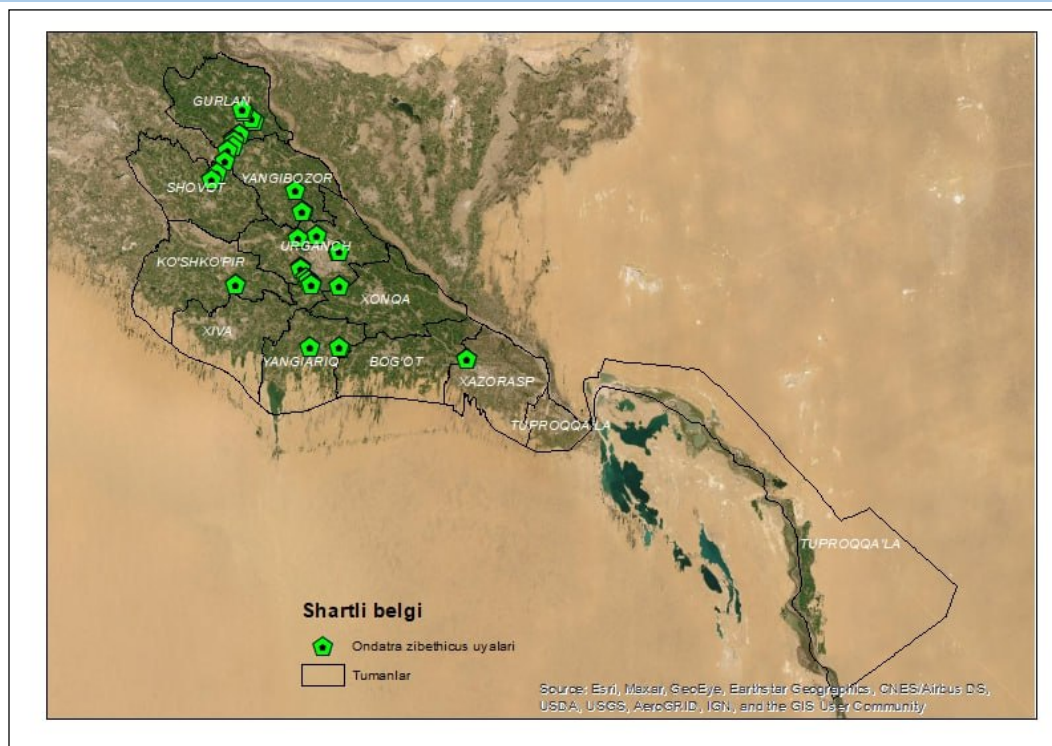 GURLAN
YANGIBOZOR
SHOVOT
URGANCH
KO'SHKO'PIR
XONQA
XIVA
YANGIARIQ
BOG'OT
XAZORASP
TUPROQQA'LA
TUPROQQA'LA
Shartli belgi
Ondatra zibethicus uyalari
Tumanlar
Source: Esri, Maxar, GeoEye, Earthstar Geographics, CNES/Airbus DS,
USDA, USGS, AeroGRID, IGN, and the GIS User Community